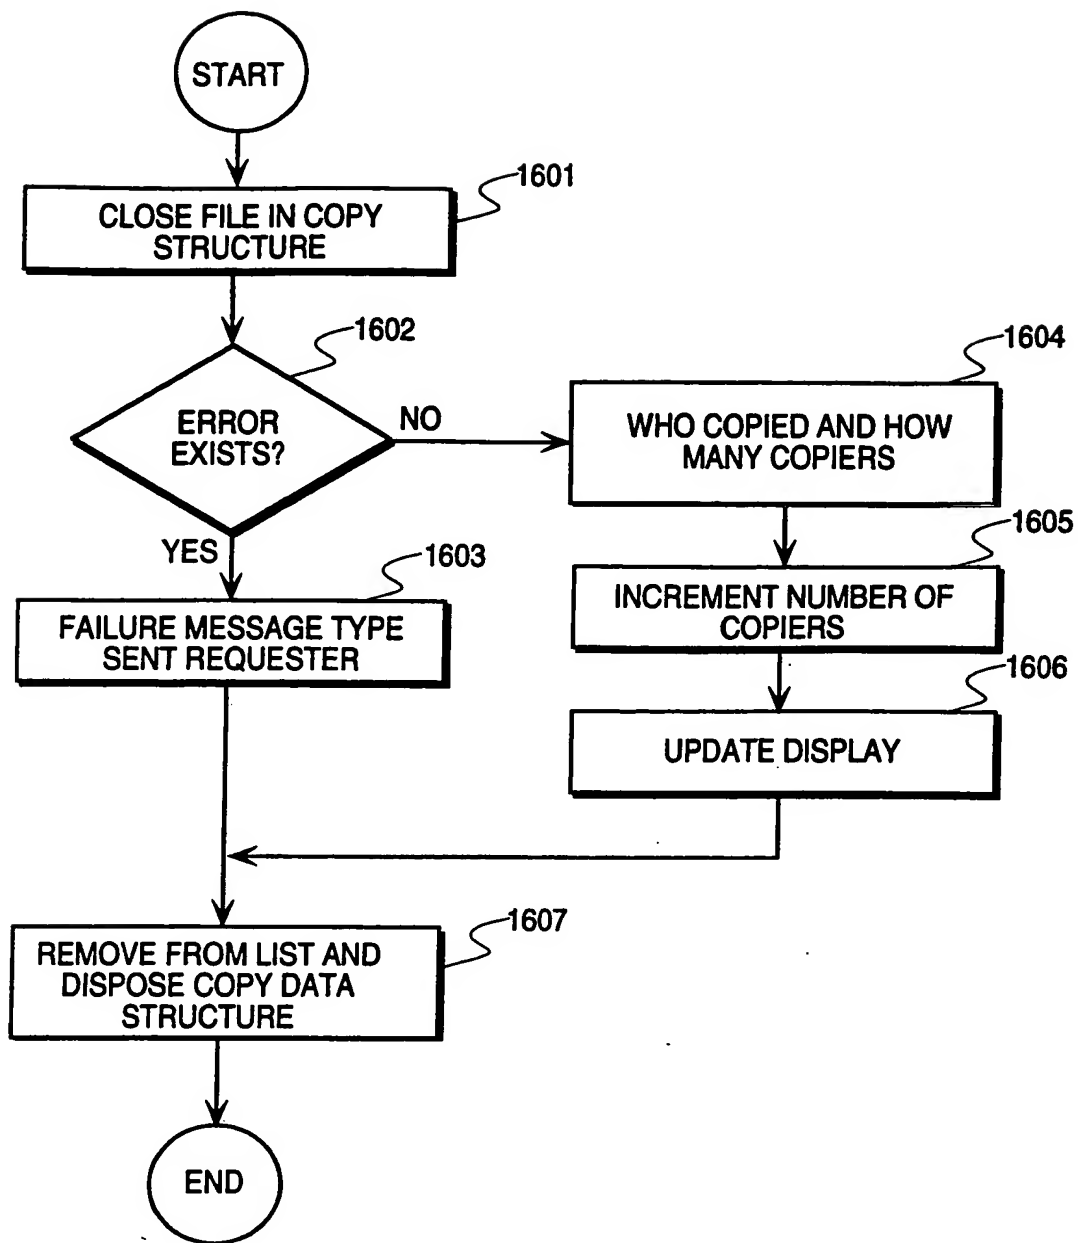 START
1601
CLOSE FILE IN COPY
STRUCTURE
1602
ERROR
EXISTS?
NO
YES
1603
FAILURE MESSAGE TYPE
SENT REQUESTER
1604
WHO COPIED AND HOW
MANY COPIERS
1605
INCREMENT NUMBER OF
COPIERS
1606
UPDATE DISPLAY
1607
REMOVE FROM LIST AND
DISPOSE COPY DATA
STRUCTURE
END